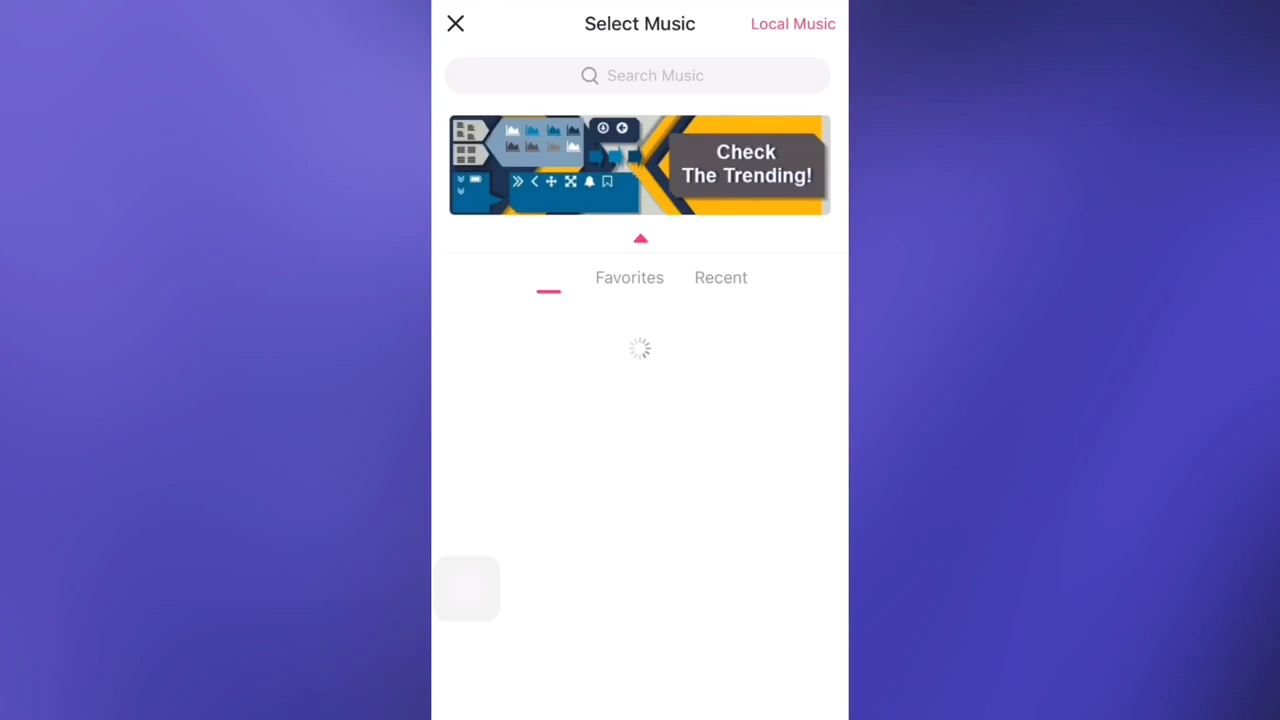 Select Music
Local Music
Search Music
Check
The Trending!
Favorites
Recent